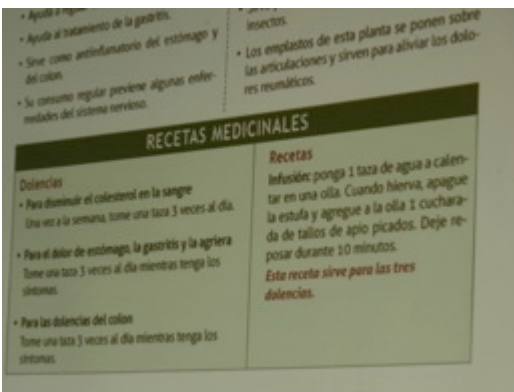 • Ayuda a regular
• Ayuda al tratamiento de la gastritis.
• Sirve como antiinflamatorio del estómago y
del colon.
• Su consumo regular previene algunas enfer-
medades del sistema nervioso.
insectos.
• Los emplastos de esta planta se ponen sobre
las articulaciones y sirven para aliviar los dolo-
res reumáticos.
RECETAS MEDICINALES
Dolencias
• Para disminuir el colesterol en la sangre
Una vez a la semana, tome una taza 3 veces al día.
• Para el dolor de estómago, la gastritis y la agriera
Tome una taza 3 veces al día mientras tenga los
síntomas.
• Para las dolencias del colon
Tome una taza 3 veces al día mientras tenga los
síntomas.
Recetas
Infusión: ponga 1 taza de agua a calen-
tar en una olla. Cuando hierva, apague
la estufa y agregue a la olla 1 cuchara-
da de tallos de apio picados. Deje re-
posar durante 10 minutos.
Esta receta sirve para las tres
dolencias.